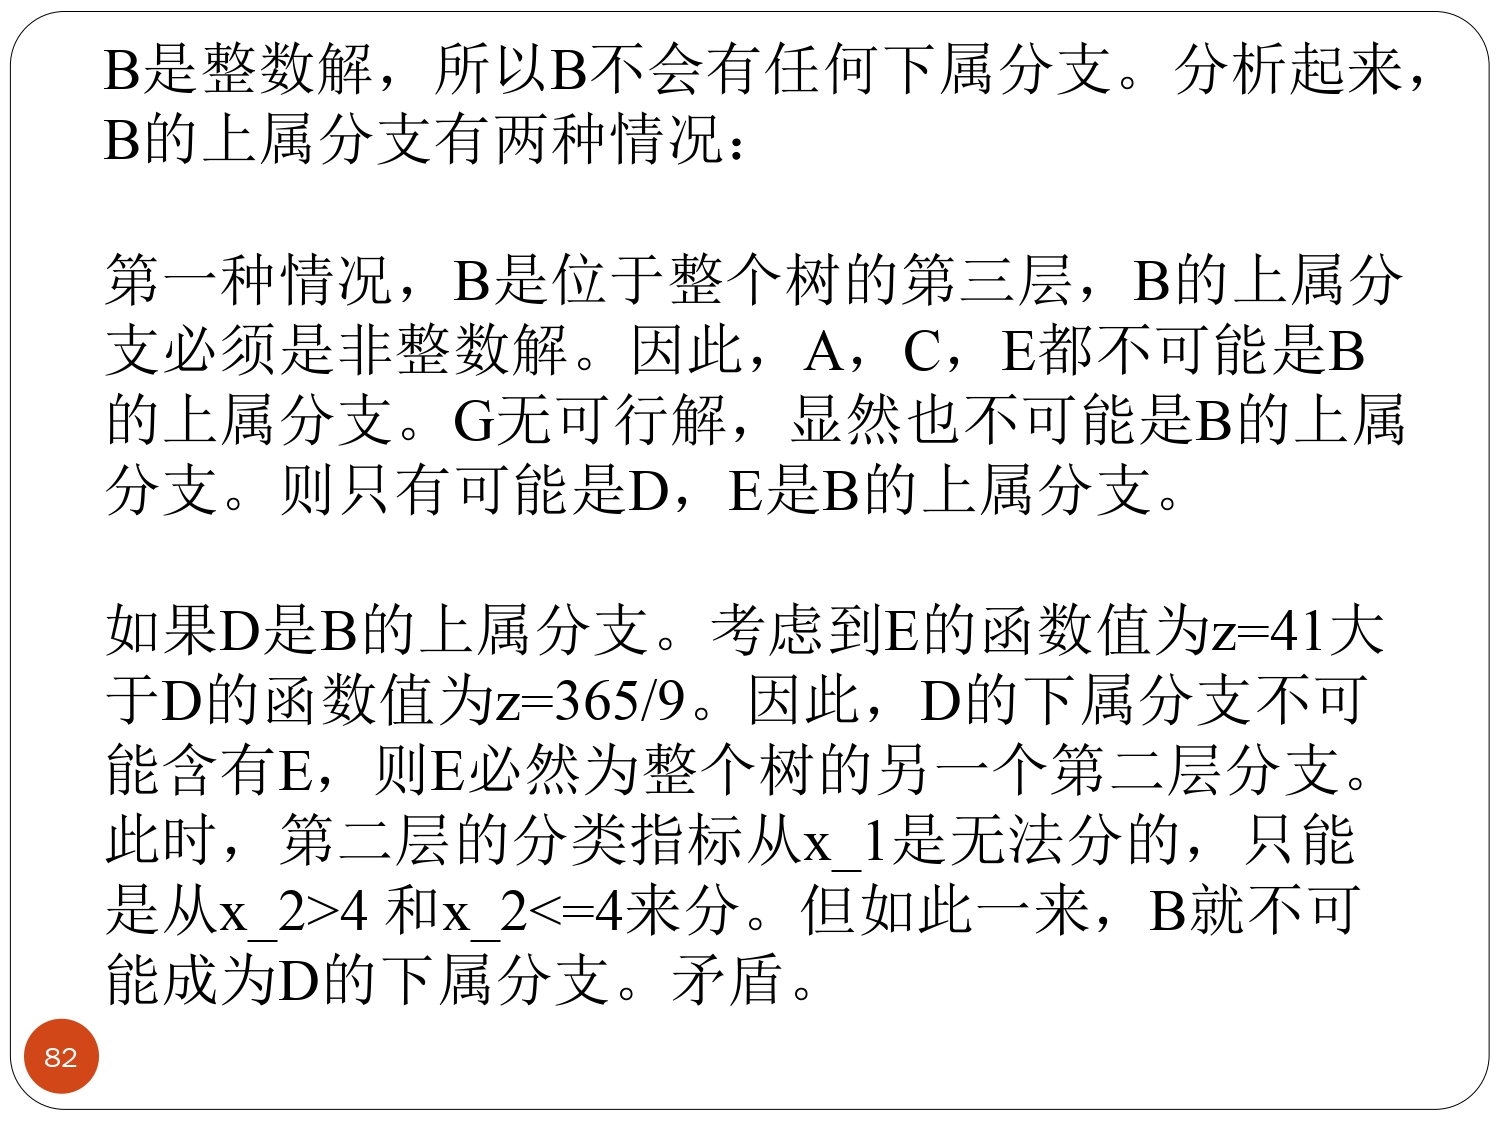 B是整数解，所以B不会有任何下属分支。分析起来，
B的上属分支有两种情况：
第一种情况，B是位于整个树的第三层，B的上属分
支必须是非整数解。因此，A，C，E都不可能是B
的上属分支。G无可行解，显然也不可能是B的上属
分支。则只有可能是D，E是B的上属分支。
如果D是B的上属分支。考虑到E的函数值为z=41大
于D的函数值为z=365/9。因此，D的下属分支不可
能含有E，则E必然为整个树的另一个第二层分支。
此时，第二层的分类指标从x_1是无法分的，只能
是从x_2>4 和x_2<=4来分。但如此一来，B就不可
能成为D的下属分支。矛盾。
82